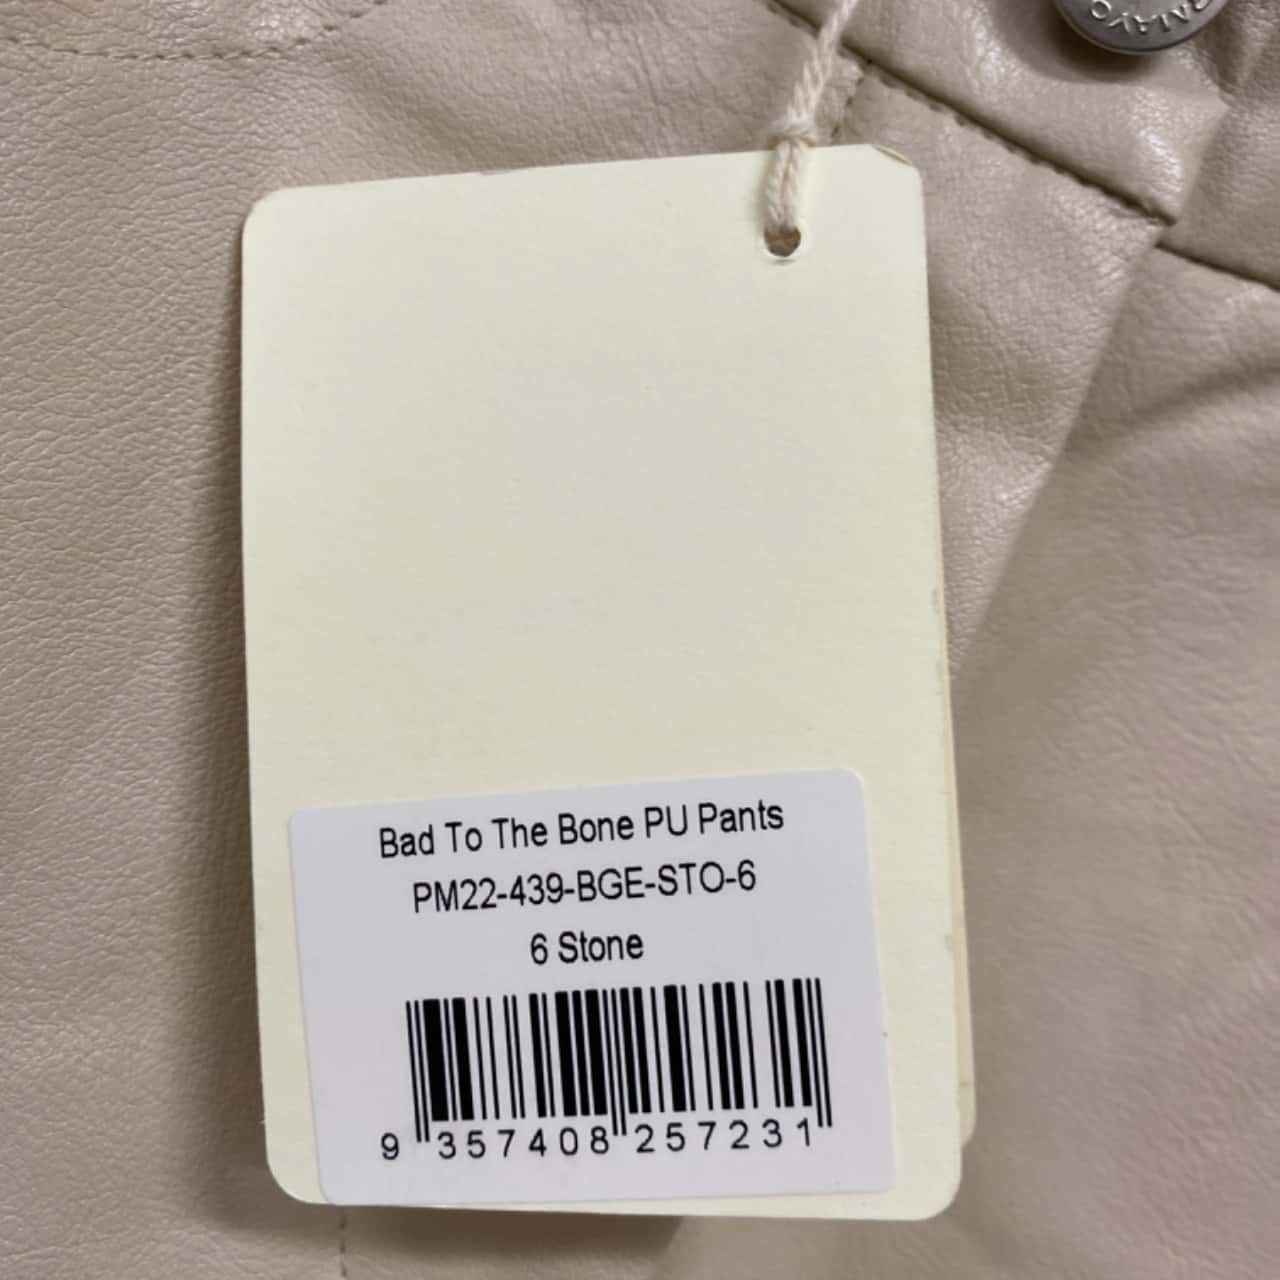 Bad To The Bone PU Pants
PM22-439-BGE-STO-6
6 Stone
9 357408 257231